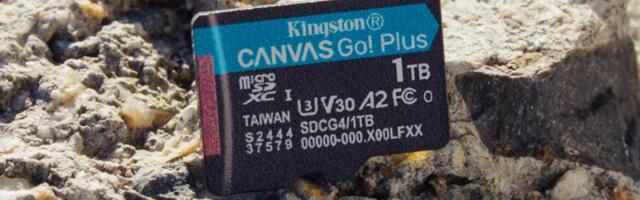 Kingston®
CANVAS Go! Plus
1TB
micro SD XC I U3 V30 A2 FC
TAIWAN SDCG4/1TB
S2444 00000-000.X00LFXX
37579